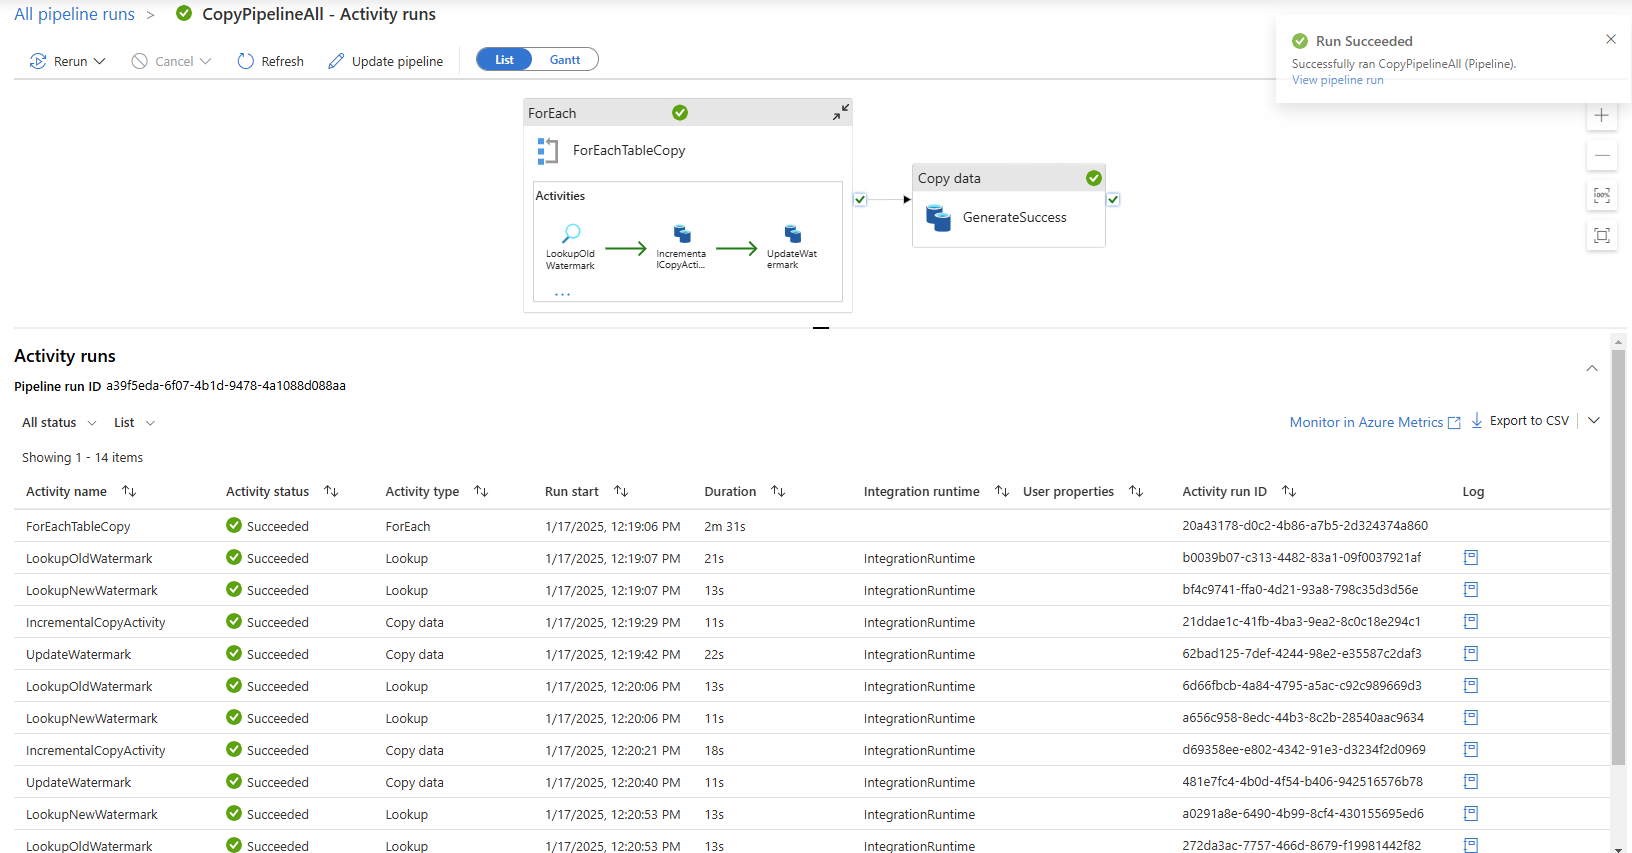 All pipeline runs > CopyPipelineAll - Activity runs
Run Succeeded
Successfully ran CopyPipelineAll (Pipeline).
View pipeline run
Rerun Cancel Refresh Update pipeline List Gantt
ForEach
ForEachTableCopy
Activities
LookupOld
Watermark
Incrementa
lCopyActi...
UpdateWat
ermark
...
Copy data
GenerateSuccess
100%
Activity runs
Pipeline run ID a39f5eda-6f07-4b1d-9478-4a1088d088aa
All status List Monitor in Azure Metrics Export to CSV
Showing 1 - 14 items
Activity name Activity status Activity type Run start Duration Integration runtime User properties Activity run ID Log
ForEachTableCopy Succeeded ForEach 1/17/2025, 12:19:06 PM 2m 31s 20a43178-d0c2-4b86-a7b5-2d324374a860
LookupOldWatermark Succeeded Lookup 1/17/2025, 12:19:07 PM 21s IntegrationRuntime b0039b07-c313-4482-83a1-09f0037921af
LookupNewWatermark Succeeded Lookup 1/17/2025, 12:19:07 PM 13s IntegrationRuntime bf4c9741-ffa0-4d21-93a8-798c35d3d56e
IncrementalCopyActivity Succeeded Copy data 1/17/2025, 12:19:29 PM 11s IntegrationRuntime 21ddae1c-41fb-4ba3-9ea2-8c0c18e294c1
UpdateWatermark Succeeded Copy data 1/17/2025, 12:19:42 PM 22s IntegrationRuntime 62bad125-7def-4244-98e2-e35587c2daf3
LookupOldWatermark Succeeded Lookup 1/17/2025, 12:20:06 PM 13s IntegrationRuntime 6d66fbcb-4a84-4795-a5ac-c92c989669d3
LookupNewWatermark Succeeded Lookup 1/17/2025, 12:20:06 PM 11s IntegrationRuntime a656c958-8edc-44b3-8c2b-28540aac9634
IncrementalCopyActivity Succeeded Copy data 1/17/2025, 12:20:21 PM 18s IntegrationRuntime d69358ee-e802-4342-91e3-d3234f2d0969
UpdateWatermark Succeeded Copy data 1/17/2025, 12:20:40 PM 11s IntegrationRuntime 481e7fc4-4b0d-4f54-b406-942516576b78
LookupNewWatermark Succeeded Lookup 1/17/2025, 12:20:53 PM 13s IntegrationRuntime a0291a8e-6490-4b99-8cf4-430155695ed6
LookupOldWatermark Succeeded Lookup 1/17/2025, 12:20:53 PM 13s IntegrationRuntime 272da3ac-7757-466d-8679-f19981442f82